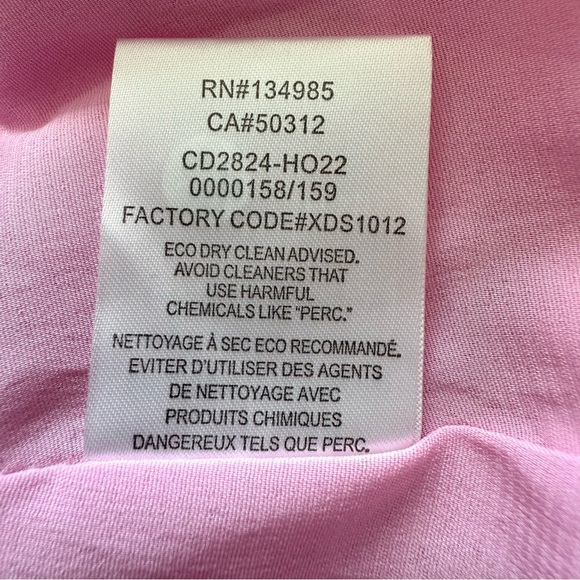 RN#134985
CA#50312
CD2824-HO22
0000158/159
FACTORY CODE#XDS1012
ECO DRY CLEAN ADVISED.
AVOID CLEANERS THAT
USE HARMFUL
CHEMICALS LIKE "PERC."
NETTOYAGE À SEC ECO RECOMMANDÉ.
EVITER D'UTILISER DES AGENTS
DE NETTOYAGE AVEC
PRODUITS CHIMIQUES
DANGEREUX TELS QUE PERC.